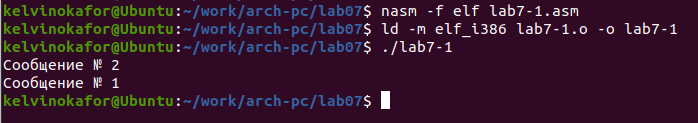 kelvinokafor@Ubuntu:~/work/arch-pc/lab07$ nasm -f elf lab7-1.asm
kelvinokafor@Ubuntu:~/work/arch-pc/lab07$ ld -m elf_i386 lab7-1.o -o lab7-1
kelvinokafor@Ubuntu:~/work/arch-pc/lab07$ ./lab7-1
Сообщение № 2
Сообщение № 1
kelvinokafor@Ubuntu:~/work/arch-pc/lab07$